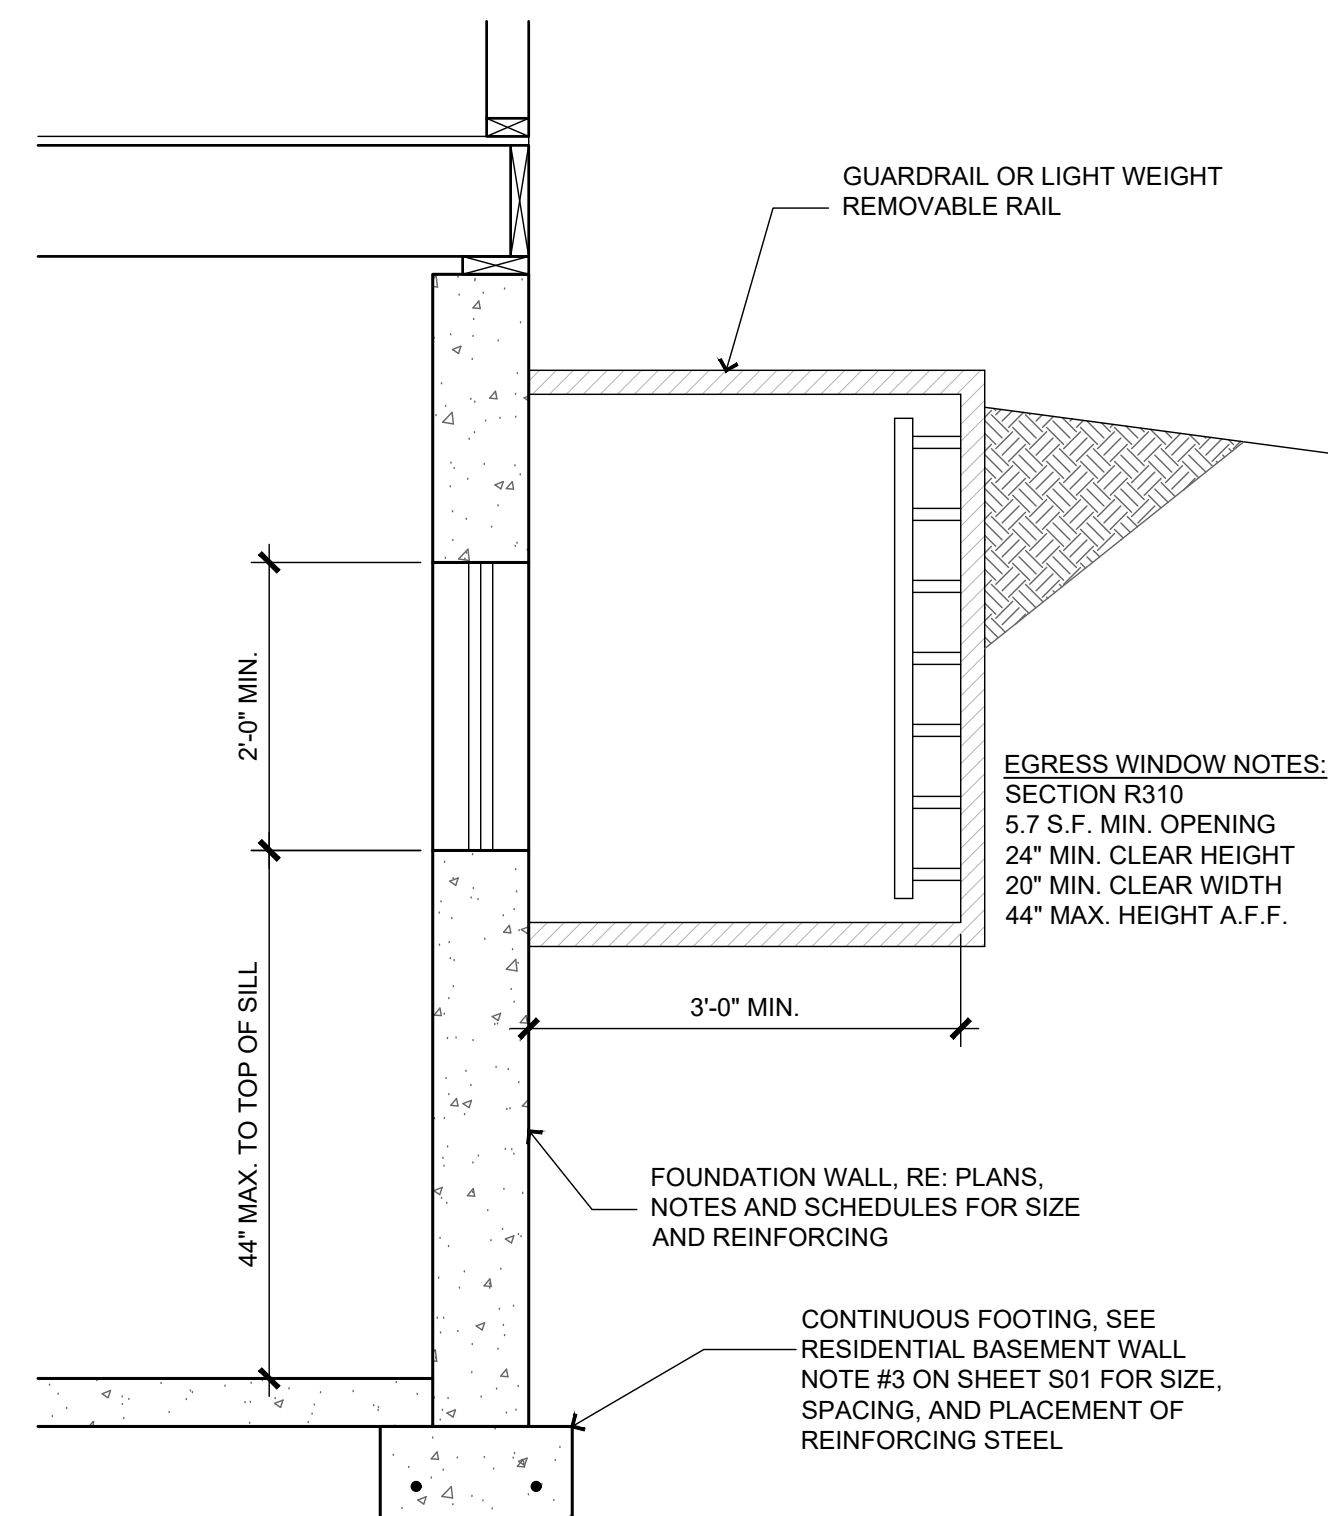 GUARDRAIL OR LIGHT WEIGHT
REMOVABLE RAIL
2'-0" MIN.
EGRESS WINDOW NOTES:
SECTION R310
5.7 S.F. MIN. OPENING
24" MIN. CLEAR HEIGHT
20" MIN. CLEAR WIDTH
44" MAX. HEIGHT A.F.F.
44" MAX. TO TOP OF SILL
3'-0" MIN.
FOUNDATION WALL, RE: PLANS,
NOTES AND SCHEDULES FOR SIZE
AND REINFORCING
CONTINUOUS FOOTING, SEE
RESIDENTIAL BASEMENT WALL
NOTE #3 ON SHEET S01 FOR SIZE,
SPACING, AND PLACEMENT OF
REINFORCING STEEL